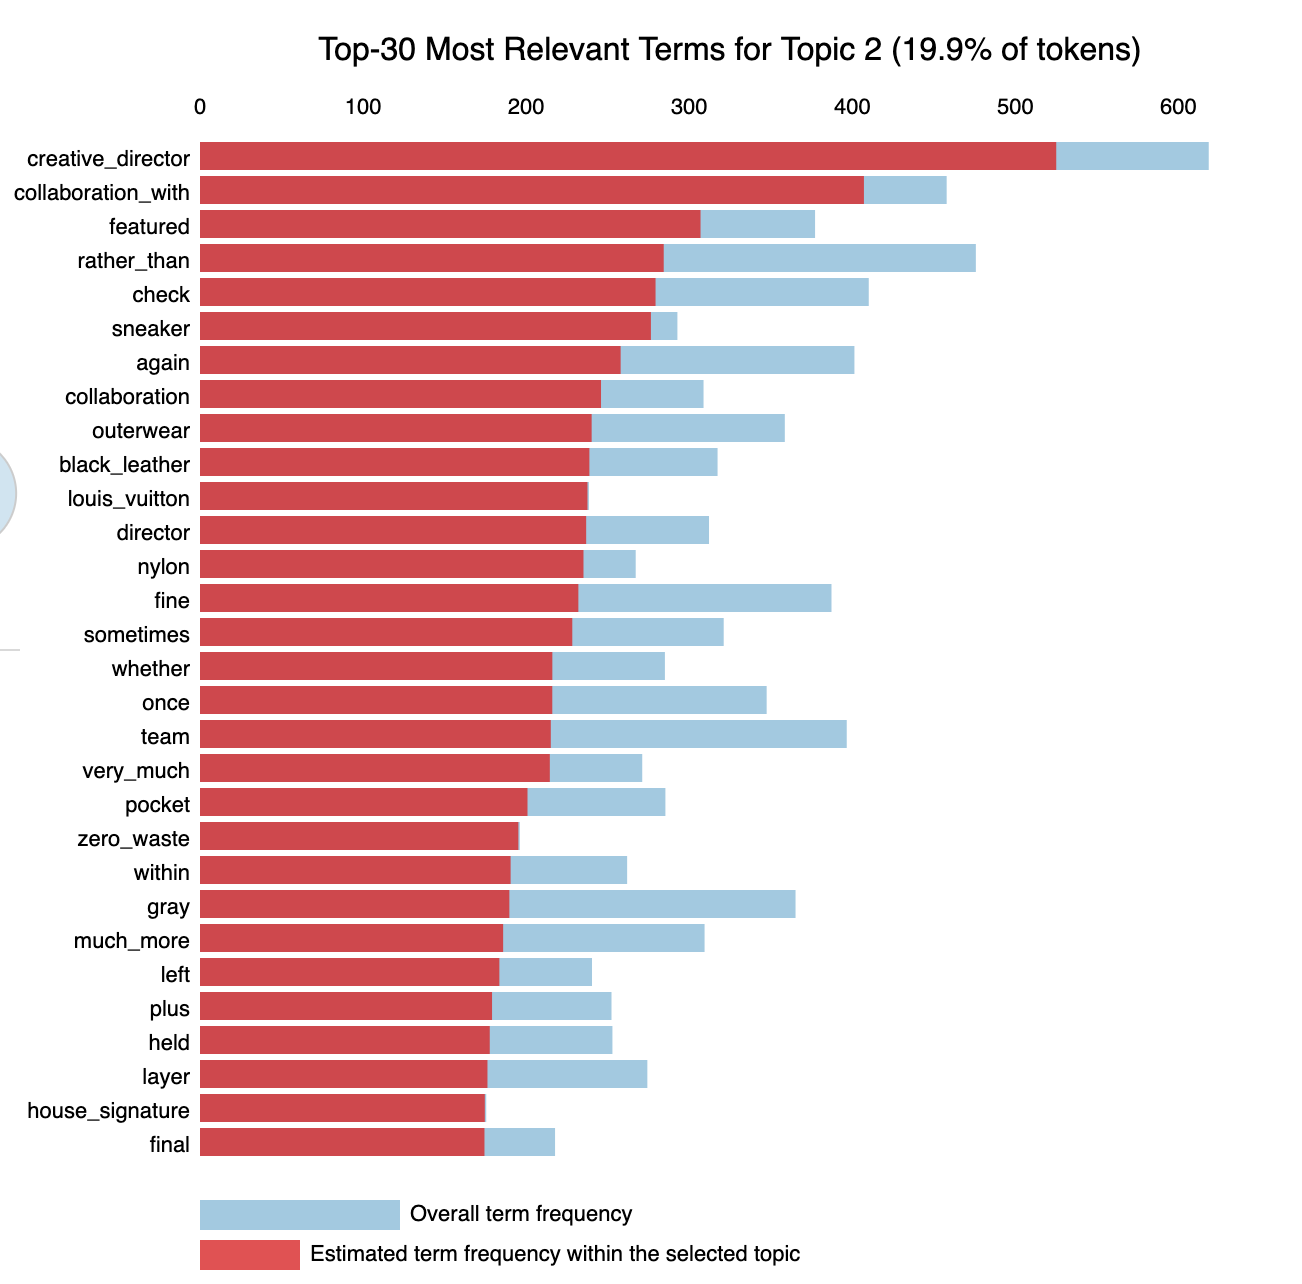 Top-30 Most Relevant Terms for Topic 2 (19.9% of tokens)
0 100 200 300 400 500 600
creative_director
collaboration_with
featured
rather_than
check
sneaker
again
collaboration
outerwear
black_leather
louis_vuitton
director
nylon
fine
sometimes
whether
once
team
very_much
pocket
zero_waste
within
gray
much_more
left
plus
held
layer
house_signature
final
Overall term frequency
Estimated term frequency within the selected topic